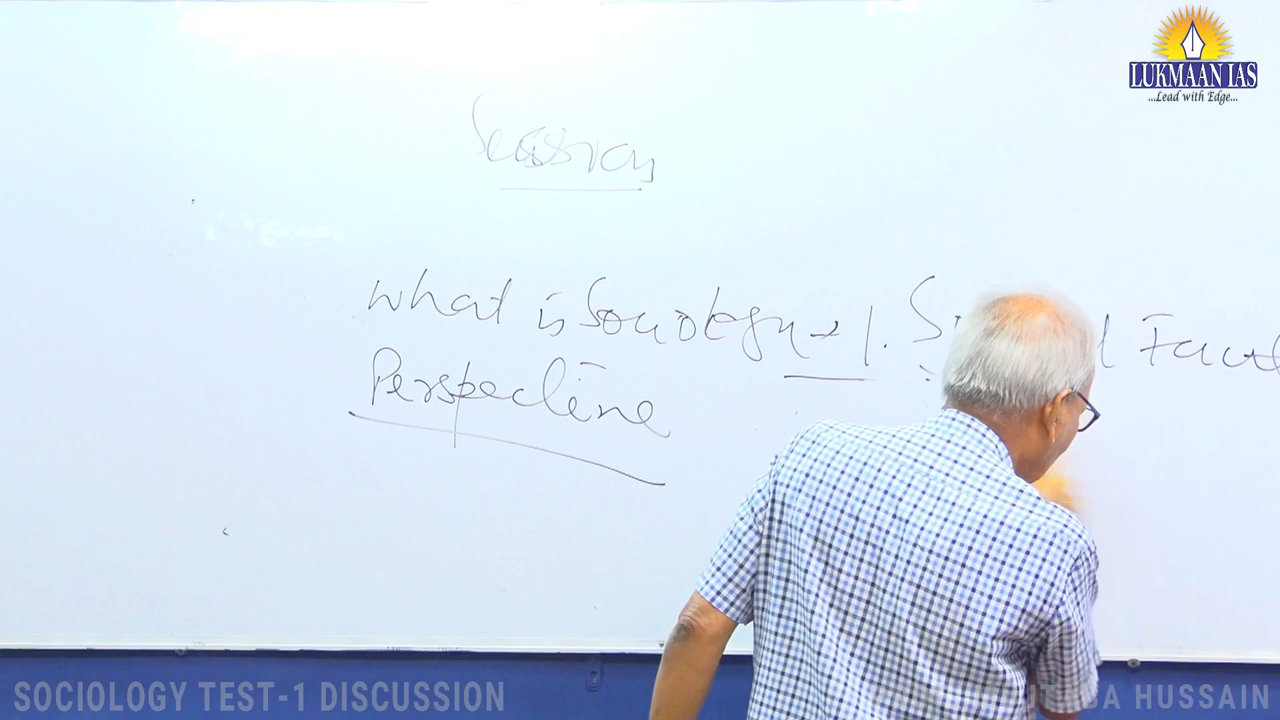 LUKMAAN IAS
...Lead with Edge...
Session
What is Sociology → 1. Fact
Perspective
SOCIOLOGY TEST-1 DISCUSSION
HUSSAIN